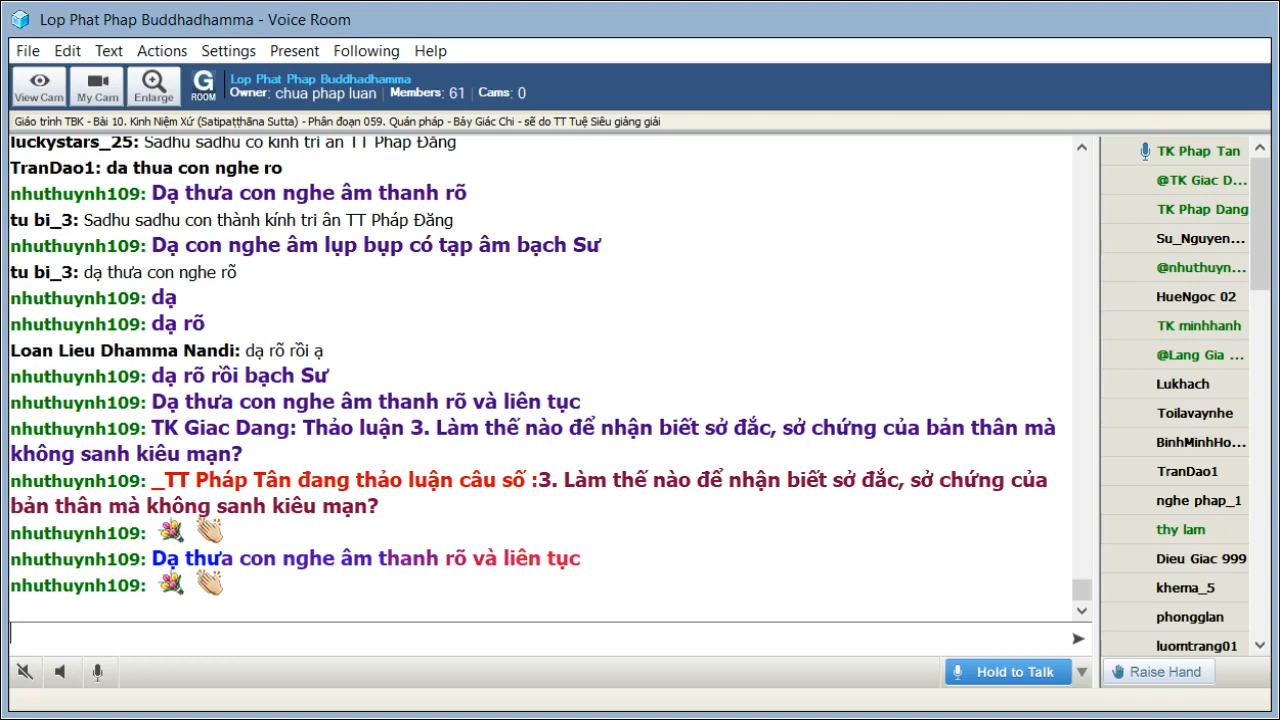 Lop Phat Phap Buddhadhamma - Voice Room
File Edit Text Actions Settings Present Following Help
View Cam My Cam Enlarge G ROOM
Lop Phat Phap Buddhadhamma
Owner: chua phap luan | Members: 61 | Cams: 0
Giáo trình TBK - Bài 10. Kinh Niệm Xứ (Satipaṭṭhāna Sutta) - Phân đoạn 059. Quán pháp - Bảy Giác Chi - sẽ do TT Tuệ Siêu giảng giải
luckystars_25: Sadhu sadhu co kinh tri ân TT Pháp Đăng
TranDao1: da thua con nghe ro
nhuthuynh109: Dạ thưa con nghe âm thanh rõ
tu bi_3: Sadhu sadhu con thành kính tri ân TT Pháp Đăng
nhuthuynh109: Dạ con nghe âm lụp bụp có tạp âm bạch Sư
tu bi_3: dạ thưa con nghe rõ
nhuthuynh109: dạ
nhuthuynh109: dạ rõ
Loan Lieu Dhamma Nandi: dạ rõ rồi ạ
nhuthuynh109: dạ rõ rồi bạch Sư
nhuthuynh109: Dạ thưa con nghe âm thanh rõ và liên tục
nhuthuynh109: TK Giac Dang: Thảo luận 3. Làm thế nào để nhận biết sở đắc, sở chứng của bản thân mà
không sanh kiêu mạn?
nhuthuynh109: _TT Pháp Tân đang thảo luận câu số :3. Làm thế nào để nhận biết sở đắc, sở chứng của
bản thân mà không sanh kiêu mạn?
nhuthuynh109:
nhuthuynh109: Dạ thưa con nghe âm thanh rõ và liên tục
nhuthuynh109:
Hold to Talk
TK Phap Tan
@TK Giac D...
TK Phap Dang
Su_Nguyen...
@nhuthuyn...
HueNgoc 02
TK minhhanh
@Lang Gia ...
Lukhach
Toilavaynhe
BinhMinhHo...
TranDao1
nghe phap_1
thy lam
Dieu Giac 999
khema_5
phongglan
luomtrang01
Raise Hand